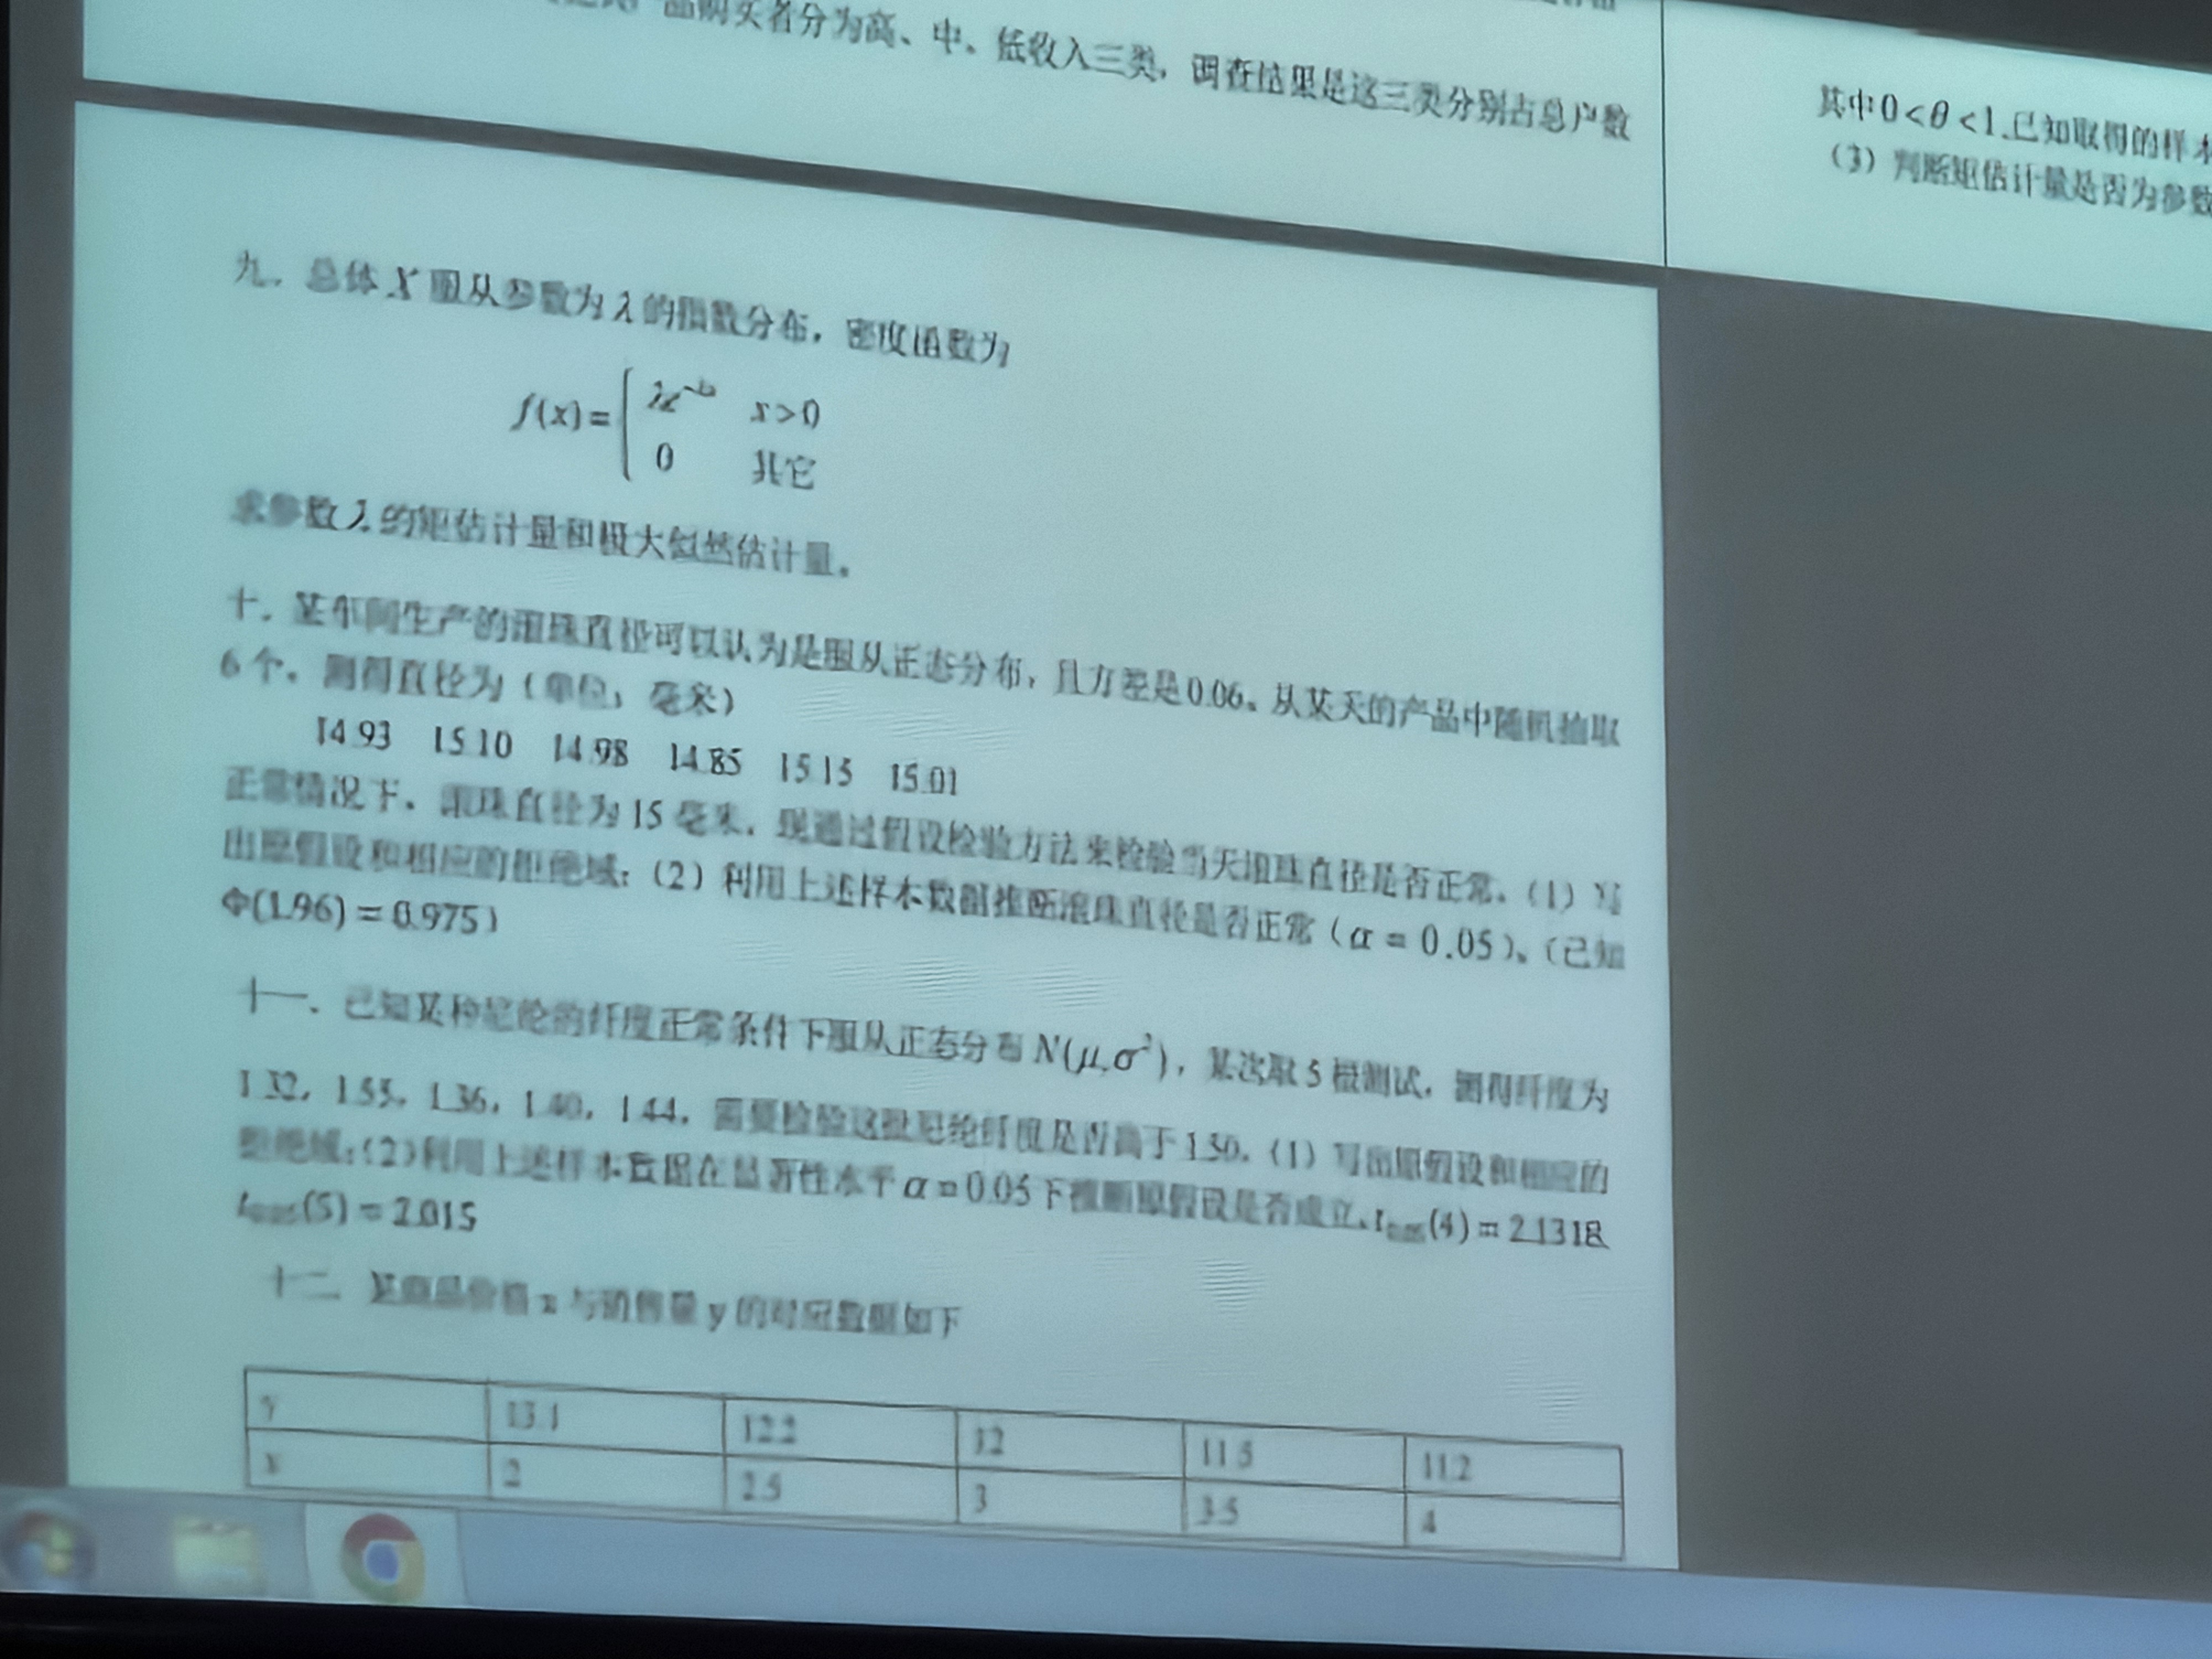 品购买者分为高、中、低收入三类，调查结果是这三类分别占总户数
其中0<θ<1.已知取得的样本
（3）判断矩估计量是否为参数
九、总体 X 服从参数为 λ 的指数分布，密度函数为
f(x)= λe x>0
0 其它
求参数 λ 的矩估计量和极大似然估计量。
十、某车间生产的滚珠直径可以认为是服从正态分布，且方差是0.06。从某天的产品中随机抽取
6个，测得直径为（单位：毫米）
14.93 15.10 14.98 14.85 15.15 15.01
正常情况下，滚珠直径为 15 毫米，现通过假设检验方法来检验当天滚珠直径是否正常。（1）写
出原假设和相应的拒绝域；（2）利用上述样本数据推断滚珠直径是否正常（α = 0.05）。（已知
Φ(1.96) = 0.975）
十一、已知某种尼纶的纤度正常条件下服从正态分布 N(μ,σ²)，某次取 5 根测试，测得纤度为
1.32，1.55，1.36，1.40，1.44，需要检验这批尼纶纤度是否高于1.50.（1）写出原假设和相应的
拒绝域；（2）利用上述样本数据在显著性水平 α = 0.05 下推断原假设是否成立。t (4) = 2.1318
t (5) = 2.015
十二 某商品价格 x 与销售量 y 的对应数据如下
y 13.1 12.2 12 11.5 11.2
x 2 2.5 3 3.5 4